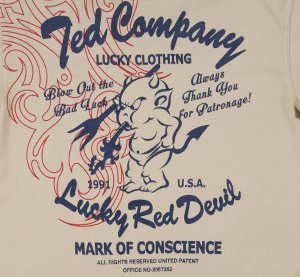 Ted Company
LUCKY CLOTHING
Blow Out the
Bad Luck
Always
Thank You
for Patronage!
1991 U.S.A.
Lucky Red Devil
MARK OF CONSCIENCE
ALL RIGHTS RESERVED UNITED PATENT
OFFICE NO-2067262